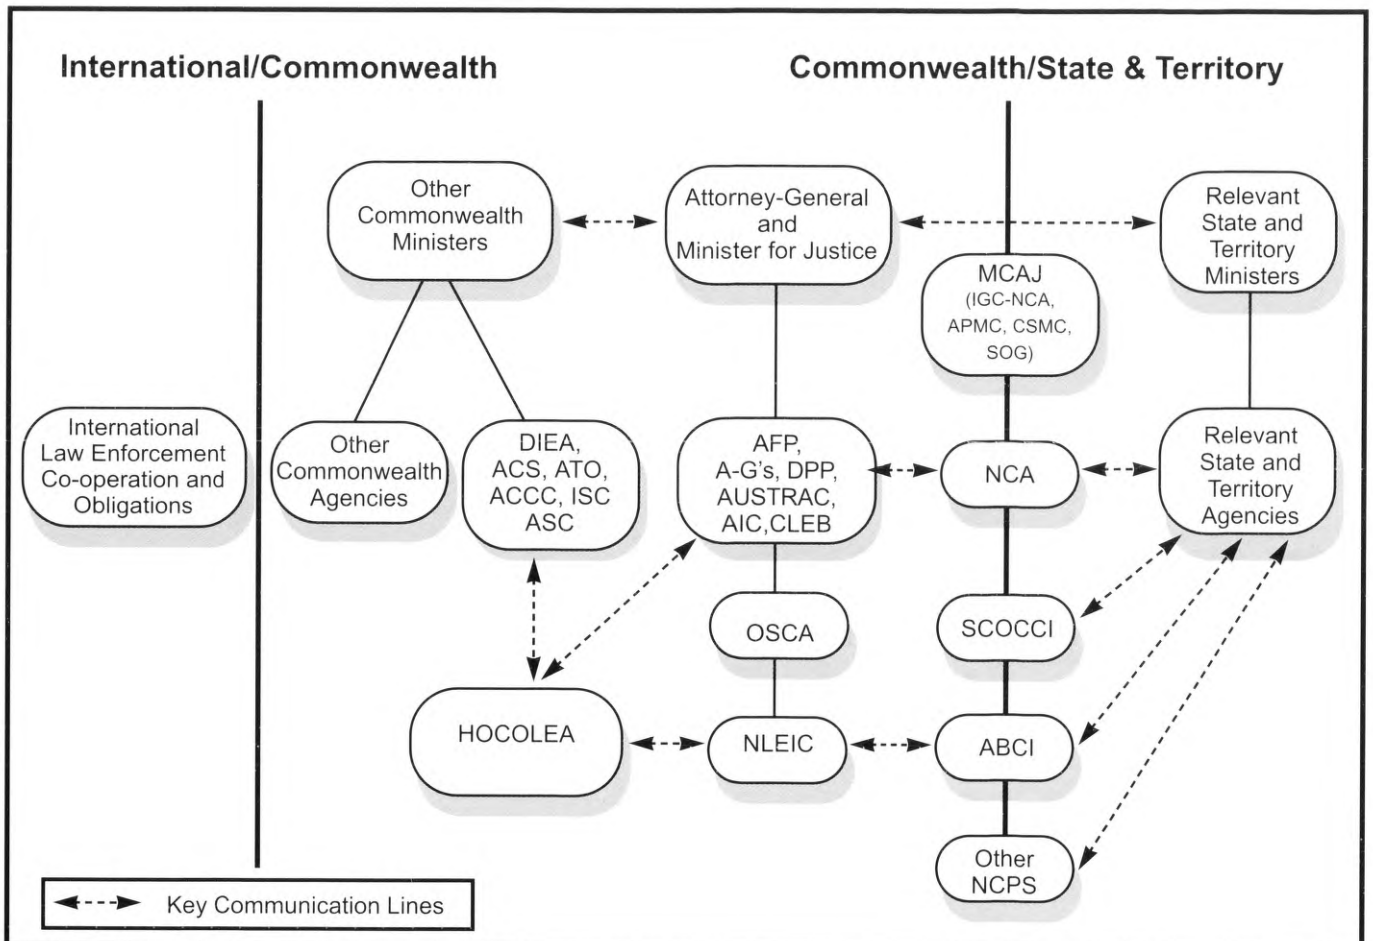 International/Commonwealth
Commonwealth/State & Territory
Other
Commonwealth
Ministers
Attorney-General
and
Minister for Justice
Relevant
State and
Territory
Ministers
MCAJ
(IGC-NCA,
APMC, CSMC,
SOG)
International
Law Enforcement
Co-operation and
Obligations
Other
Commonwealth
Agencies
DIEA,
ACS, ATO,
ACCC, ISC
ASC
AFP,
A-G's, DPP,
AUSTRAC,
AIC,CLEB
NCA
Relevant
State and
Territory
Agencies
OSCA
SCOCCI
HOCOLEA
NLEIC
ABCI
Other
NCPS
Key Communication Lines